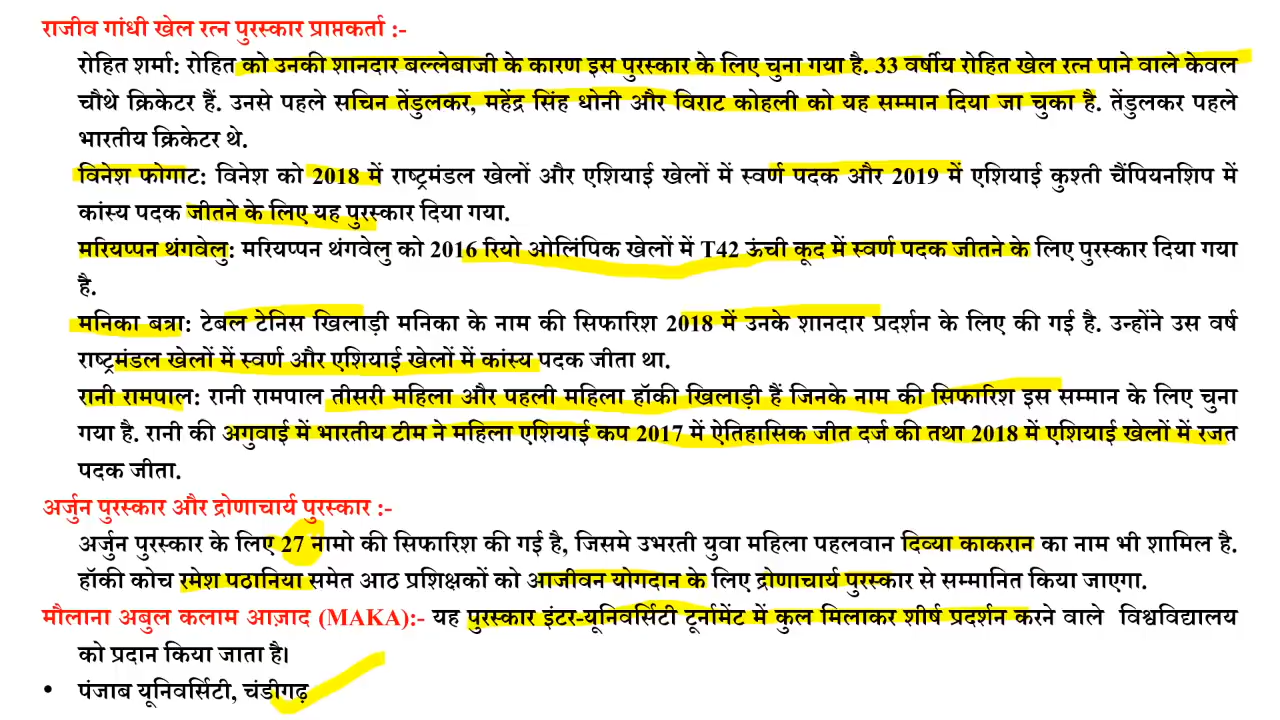 राजीव गांधी खेल रत्न पुरस्कार प्राप्तकर्ता :-
रोहित शर्मा: रोहित को उनकी शानदार बल्लेबाजी के कारण इस पुरस्कार के लिए चुना गया है. 33 वर्षीय रोहित खेल रत्न पाने वाले केवल
चौथे क्रिकेटर हैं. उनसे पहले सचिन तेंडुलकर, महेंद्र सिंह धोनी और विराट कोहली को यह सम्मान दिया जा चुका है. तेंडुलकर पहले
भारतीय क्रिकेटर थे.
विनेश फोगाट: विनेश को 2018 में राष्ट्रमंडल खेलों और एशियाई खेलों में स्वर्ण पदक और 2019 में एशियाई कुश्ती चैंपियनशिप में
कांस्य पदक जीतने के लिए यह पुरस्कार दिया गया.
मरियप्पन थंगवेलु: मरियप्पन थंगवेलु को 2016 रियो ओलिंपिक खेलों में T42 ऊंची कूद में स्वर्ण पदक जीतने के लिए पुरस्कार दिया गया
है.
मनिका बत्रा: टेबल टेनिस खिलाड़ी मनिका के नाम की सिफारिश 2018 में उनके शानदार प्रदर्शन के लिए की गई है. उन्होंने उस वर्ष
राष्ट्रमंडल खेलों में स्वर्ण और एशियाई खेलों में कांस्य पदक जीता था.
रानी रामपाल: रानी रामपाल तीसरी महिला और पहली महिला हॉकी खिलाड़ी हैं जिनके नाम की सिफारिश इस सम्मान के लिए चुना
गया है. रानी की अगुवाई में भारतीय टीम ने महिला एशियाई कप 2017 में ऐतिहासिक जीत दर्ज की तथा 2018 में एशियाई खेलों में रजत
पदक जीता.
अर्जुन पुरस्कार और द्रोणाचार्य पुरस्कार :-
अर्जुन पुरस्कार के लिए 27 नामो की सिफारिश की गई है, जिसमे उभरती युवा महिला पहलवान दिव्या काकरान का नाम भी शामिल है.
हॉकी कोच रमेश पठानिया समेत आठ प्रशिक्षकों को आजीवन योगदान के लिए द्रोणाचार्य पुरस्कार से सम्मानित किया जाएगा.
मौलाना अबुल कलाम आज़ाद (MAKA):- यह पुरस्कार इंटर-यूनिवर्सिटी टूर्नामेंट में कुल मिलाकर शीर्ष प्रदर्शन करने वाले विश्वविद्यालय
को प्रदान किया जाता है।
• पंजाब यूनिवर्सिटी, चंडीगढ़